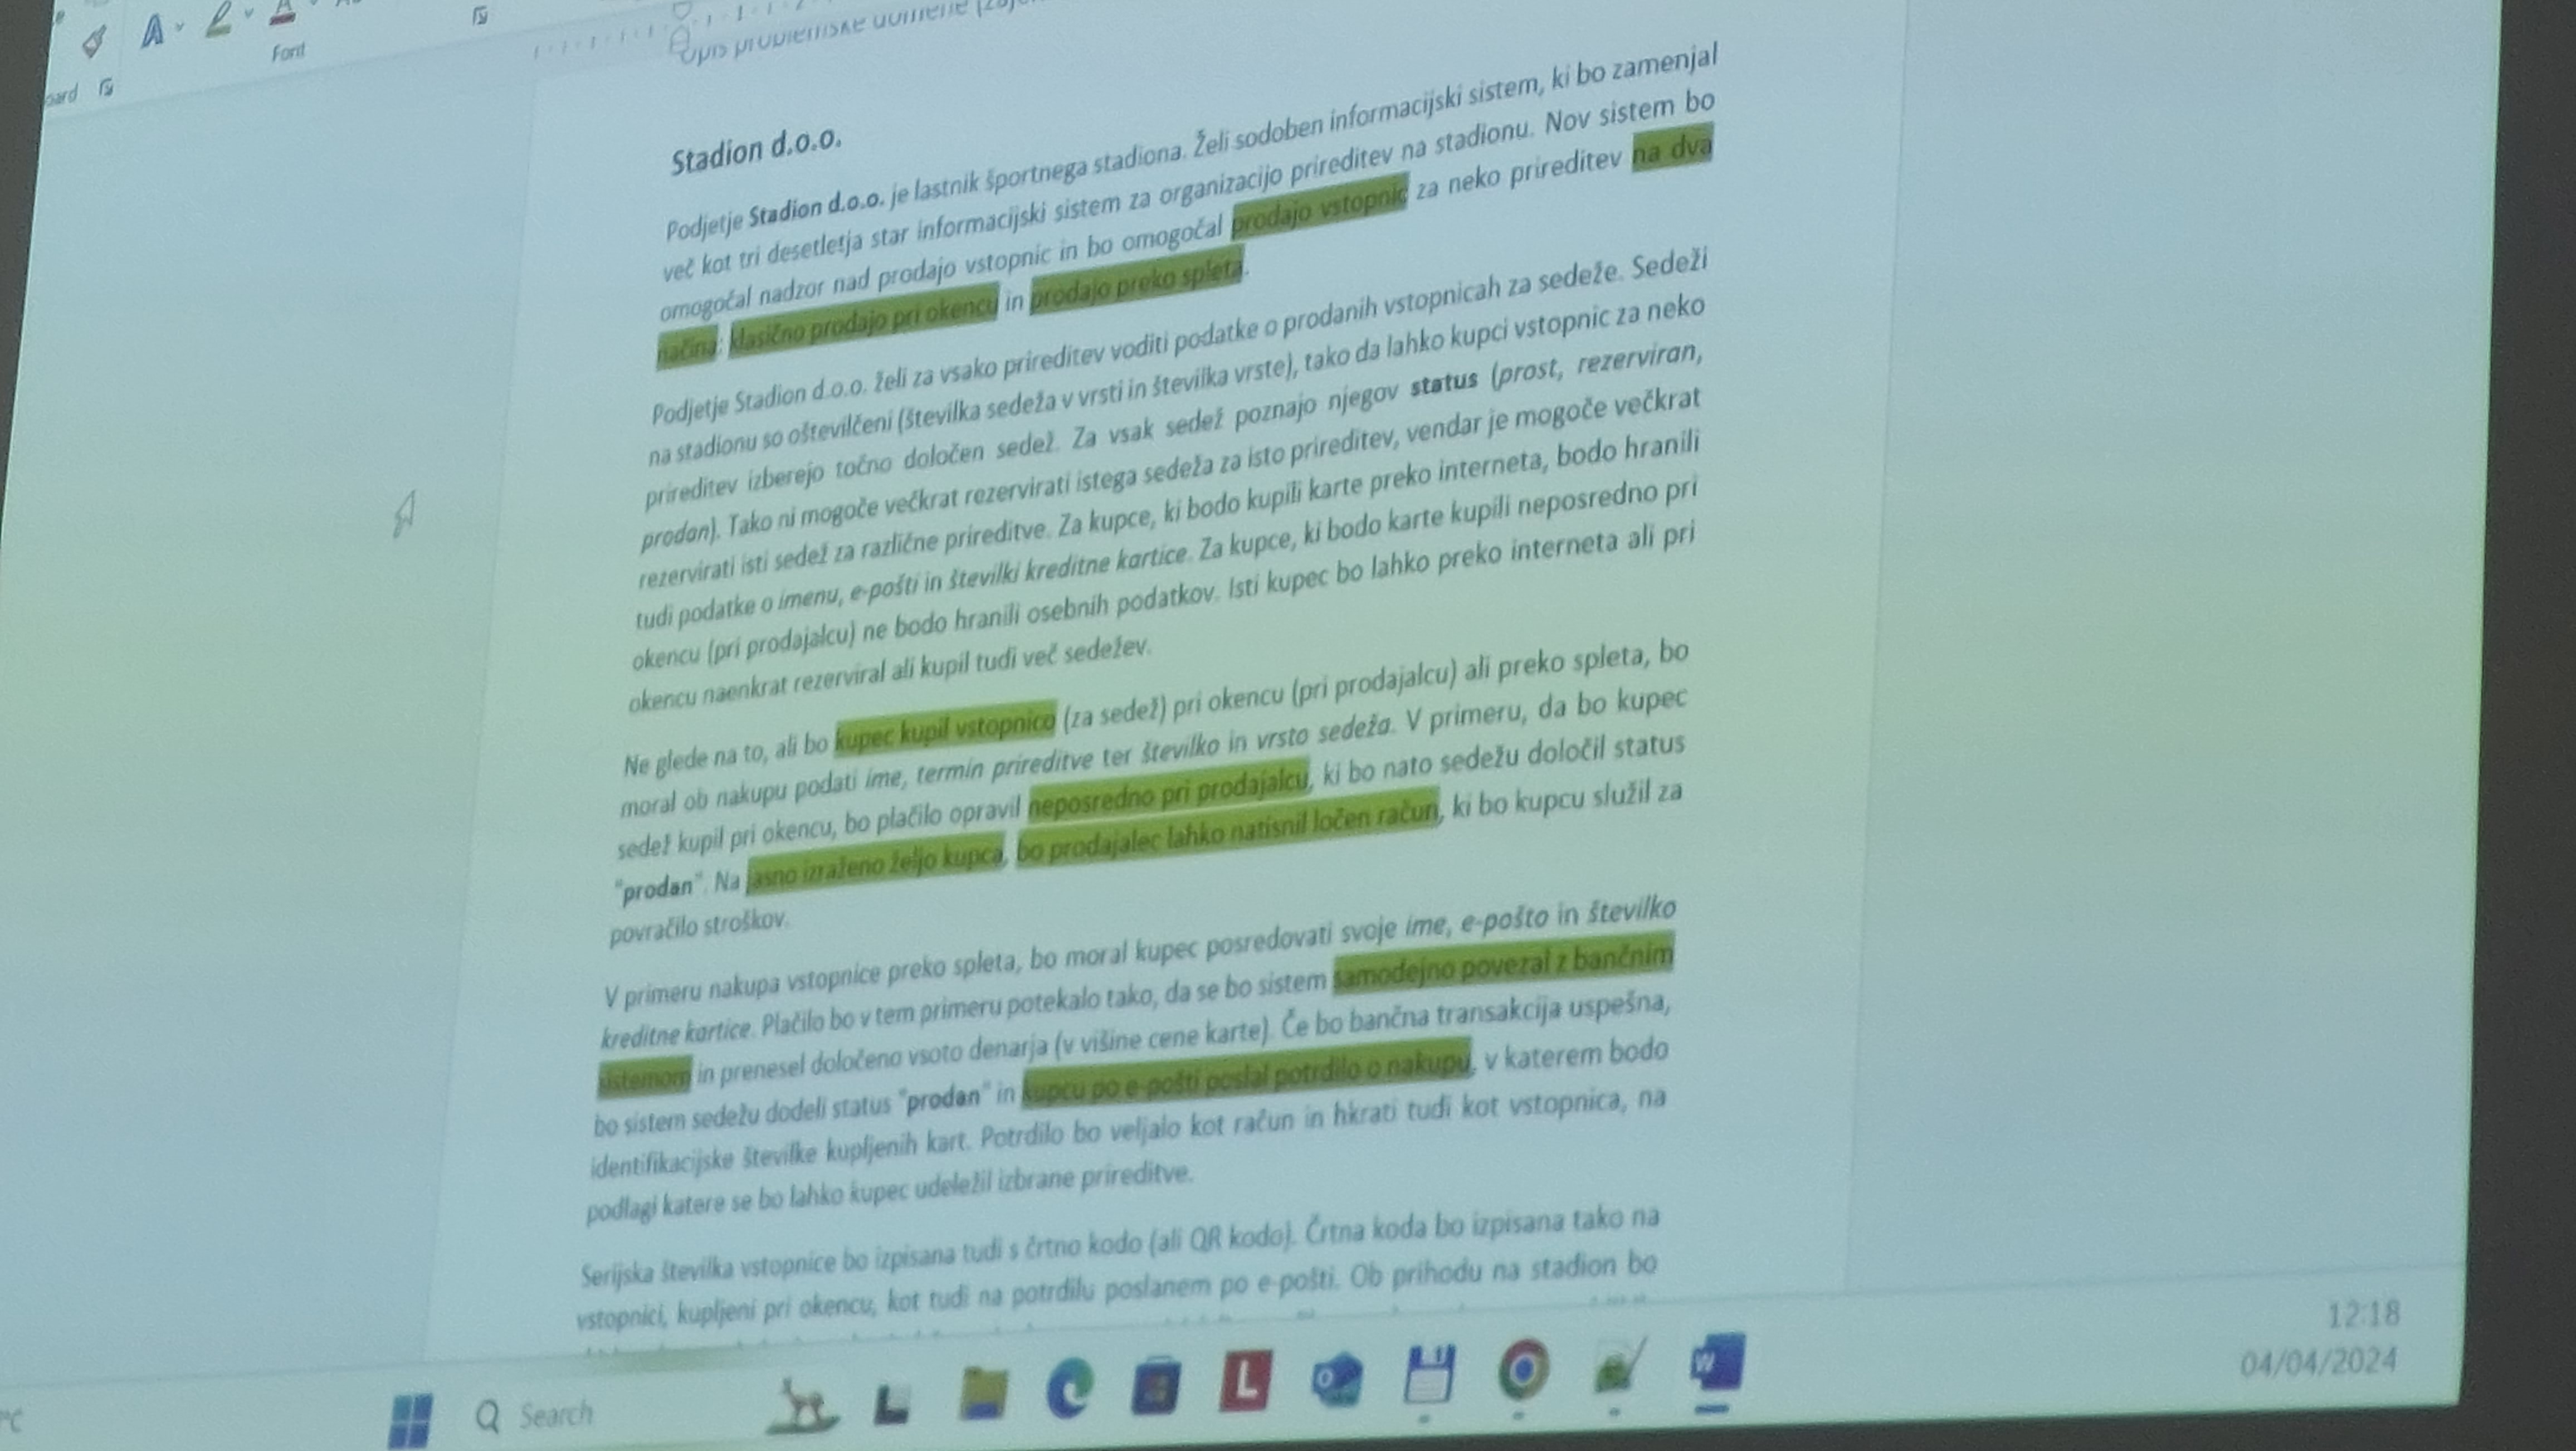 Font
Opis problemske domene
Stadion d.o.o.
Podjetje Stadion d.o.o. je lastnik športnega stadiona. Želi sodoben informacijski sistem, ki bo zamenjal
več kot tri desetletja star informacijski sistem za organizacijo prireditev na stadionu. Nov sistem bo
omogočal nadzor nad prodajo vstopnic in bo omogočal prodajo vstopnic za neko prireditev na dva
načina: klasično prodajo pri okencu in prodajo preko spleta.
Podjetje Stadion d.o.o. želi za vsako prireditev voditi podatke o prodanih vstopnicah za sedeže. Sedeži
na stadionu so oštevilčeni (številka sedeža v vrsti in številka vrste), tako da lahko kupci vstopnic za neko
prireditev izberejo točno določen sedež. Za vsak sedež poznajo njegov status (prost, rezerviran,
prodan). Tako ni mogoče večkrat rezervirati istega sedeža za isto prireditev, vendar je mogoče večkrat
rezervirati isti sedež za različne prireditve. Za kupce, ki bodo kupili karte preko interneta, bodo hranili
tudi podatke o imenu, e-pošti in številki kreditne kartice. Za kupce, ki bodo karte kupili neposredno pri
okencu (pri prodajalcu) ne bodo hranili osebnih podatkov. Isti kupec bo lahko preko interneta ali pri
okencu naenkrat rezerviral ali kupil tudi več sedežev.
Ne glede na to, ali bo kupec kupil vstopnico (za sedež) pri okencu (pri prodajalcu) ali preko spleta, bo
moral ob nakupu podati ime, termin prireditve ter številko in vrsto sedeža. V primeru, da bo kupec
sedež kupil pri okencu, bo plačilo opravil neposredno pri prodajalcu, ki bo nato sedežu določil status
"prodan". Na jasno izraženo željo kupca, bo prodajalec lahko natisnil ločen račun, ki bo kupcu služil za
povračilo stroškov.
V primeru nakupa vstopnice preko spleta, bo moral kupec posredovati svoje ime, e-pošto in številko
kreditne kartice. Plačilo bo v tem primeru potekalo tako, da se bo sistem samodejno povezal z bančnim
sistemom in prenesel določeno vsoto denarja (v višine cene karte). Če bo bančna transakcija uspešna,
bo sistem sedežu dodeli status "prodan" in kupcu po e-pošti poslal potrdilo o nakupu, v katerem bodo
identifikacijske številke kupljenih kart. Potrdilo bo veljalo kot račun in hkrati tudi kot vstopnica, na
podlagi katere se bo lahko kupec udeležil izbrane prireditve.
Serijska številka vstopnice bo izpisana tudi s črtno kodo (ali QR kodo). Črtna koda bo izpisana tako na
vstopnici, kupljeni pri okencu, kot tudi na potrdilu poslanem po e-pošti. Ob prihodu na stadion bo
°C
Search
12:18
04/04/2024